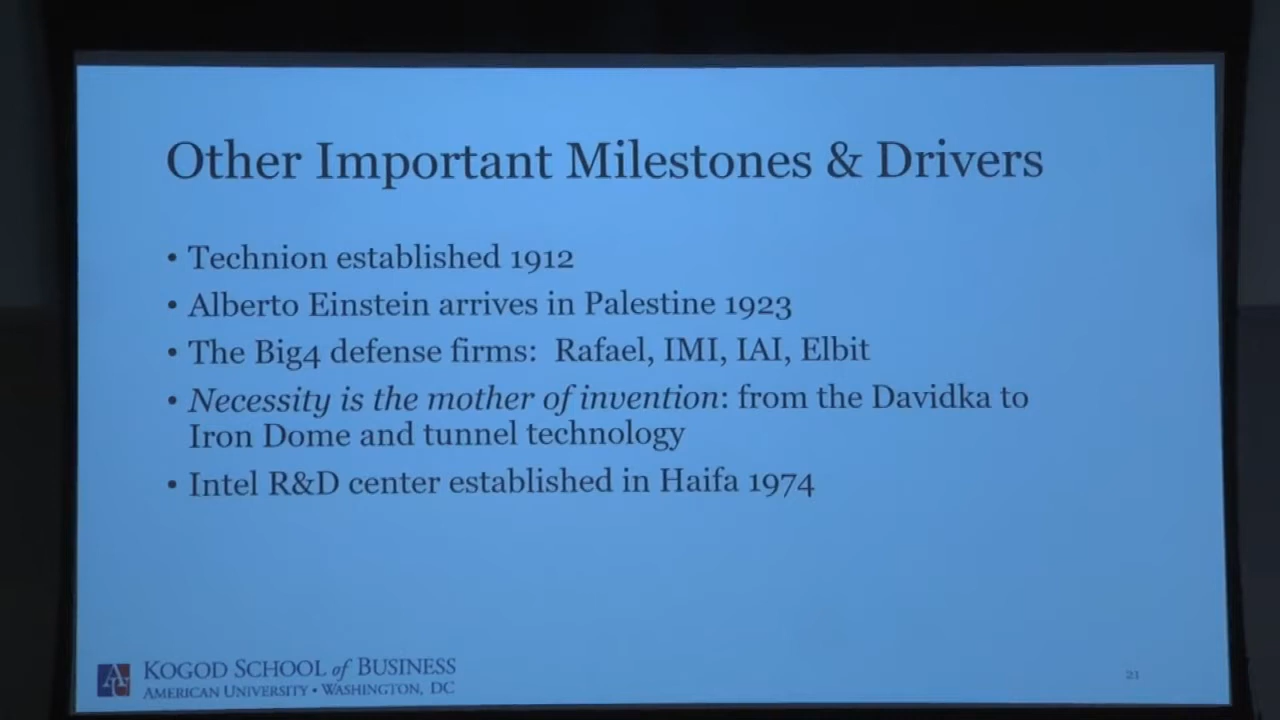 Other Important Milestones & Drivers
• Technion established 1912
• Alberto Einstein arrives in Palestine 1923
• The Big4 defense firms: Rafael, IMI, IAI, Elbit
• Necessity is the mother of invention: from the Davidka to
Iron Dome and tunnel technology
• Intel R&D center established in Haifa 1974
AU
KOGOD SCHOOL of BUSINESS
AMERICAN UNIVERSITY • WASHINGTON, DC
21